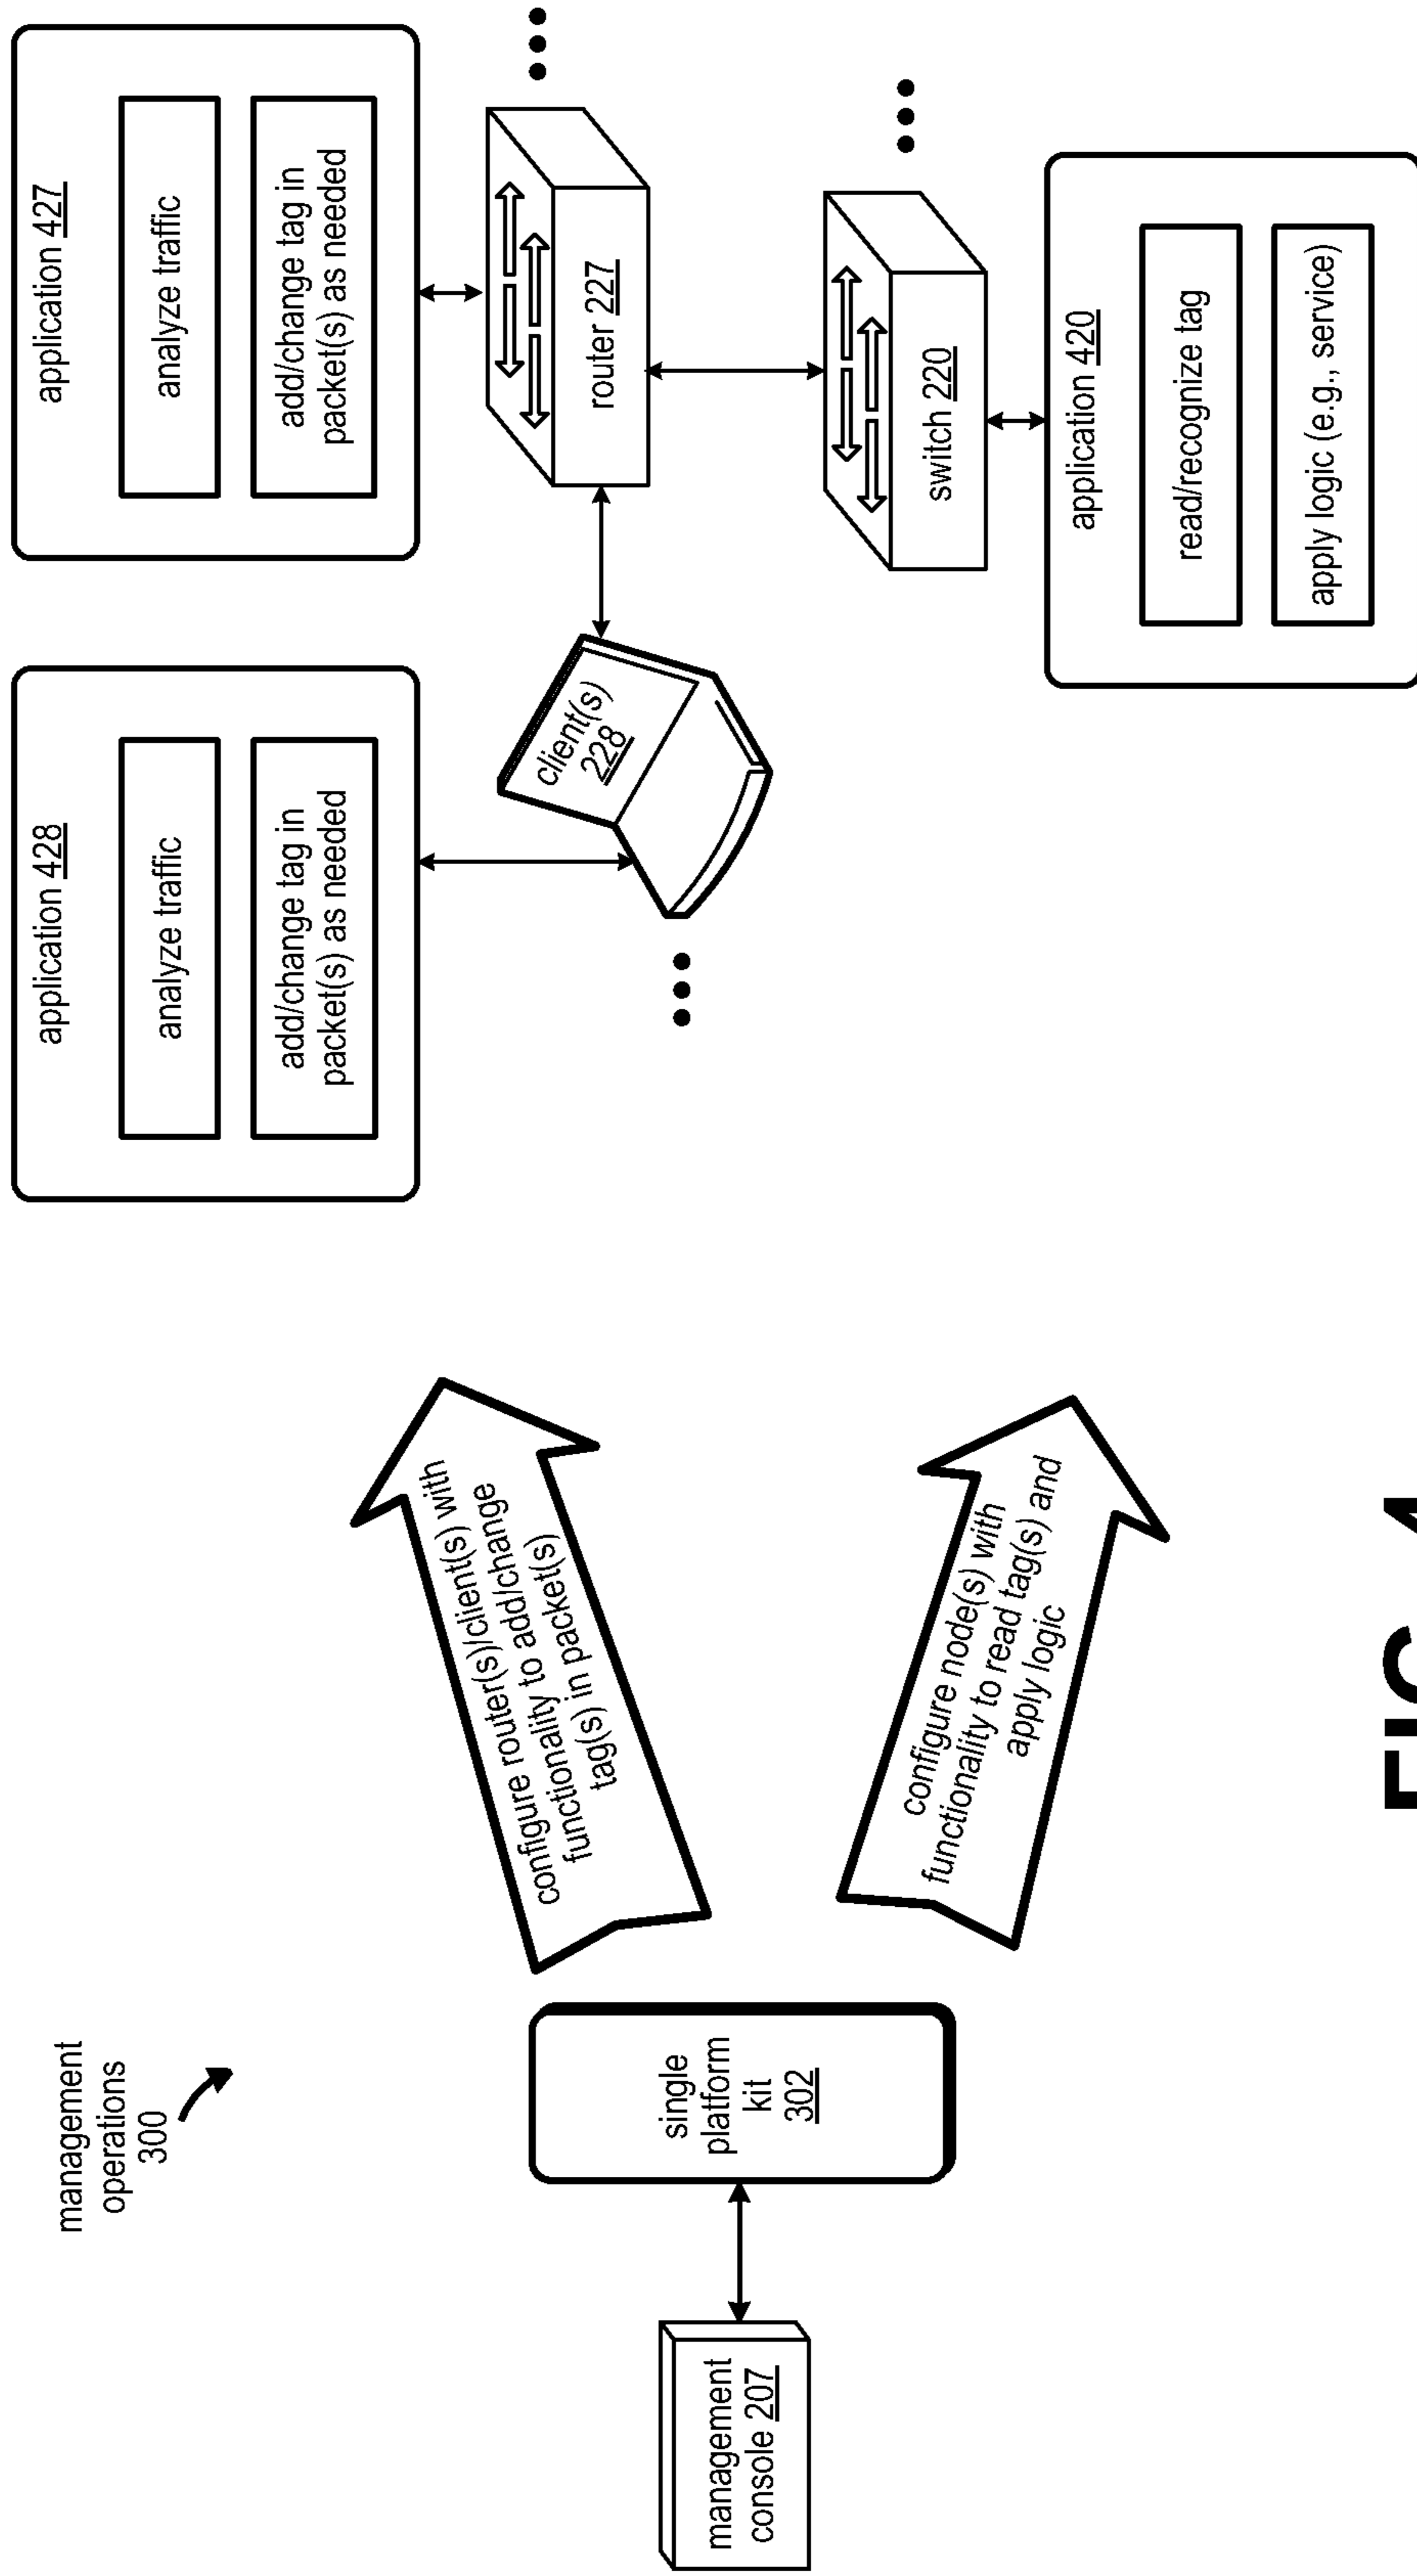 management
operations
300
management
console 207
single
platform
kit
302
configure router(s)/client(s) with
functionality to add/change
tag(s) in packet(s)
configure node(s) with
functionality to read tag(s) and
apply logic
application 428
analyze traffic
add/change tag in
packet(s) as needed
application 427
analyze traffic
add/change tag in
packet(s) as needed
client(s)
228
router 227
switch 220
application 420
read/recognize tag
apply logic (e.g., service)
FIG. 4